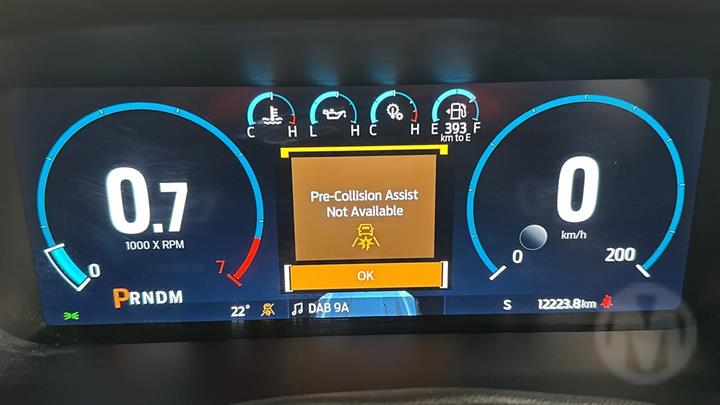 C H
L H
C H
E 393 F
km to E
0.7
1000 X RPM
0
7
PRNDM
Pre-Collision Assist
Not Available
OK
0
km/h
0
200
22°
DAB 9A
S
12223.8km
M